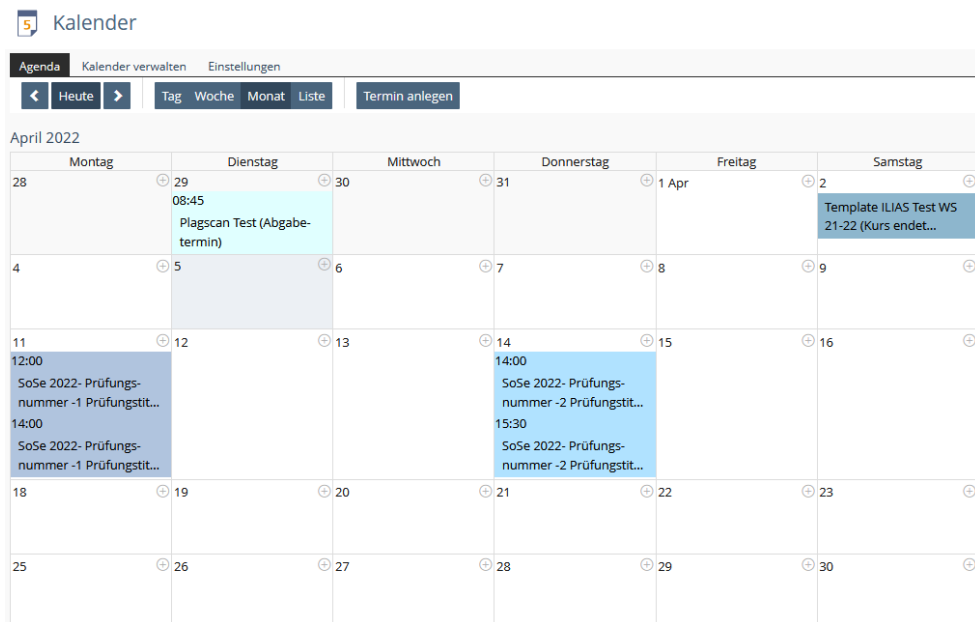 5 Kalender
Agenda Kalender verwalten Einstellungen
Heute Tag Woche Monat Liste Termin anlegen
April 2022
Montag Dienstag Mittwoch Donnerstag Freitag Samstag
28 29 30 31 1 Apr 2
08:45
Plagscan Test (Abgabe-
termin)
Template ILIAS Test WS
21-22 (Kurs endet...
4 5 6 7 8 9
11 12 13 14 15 16
12:00
SoSe 2022- Prüfungs-
nummer -1 Prüfungstit...
14:00
SoSe 2022- Prüfungs-
nummer -1 Prüfungstit...
14:00
SoSe 2022- Prüfungs-
nummer -2 Prüfungstit...
15:30
SoSe 2022- Prüfungs-
nummer -2 Prüfungstit...
18 19 20 21 22 23
25 26 27 28 29 30